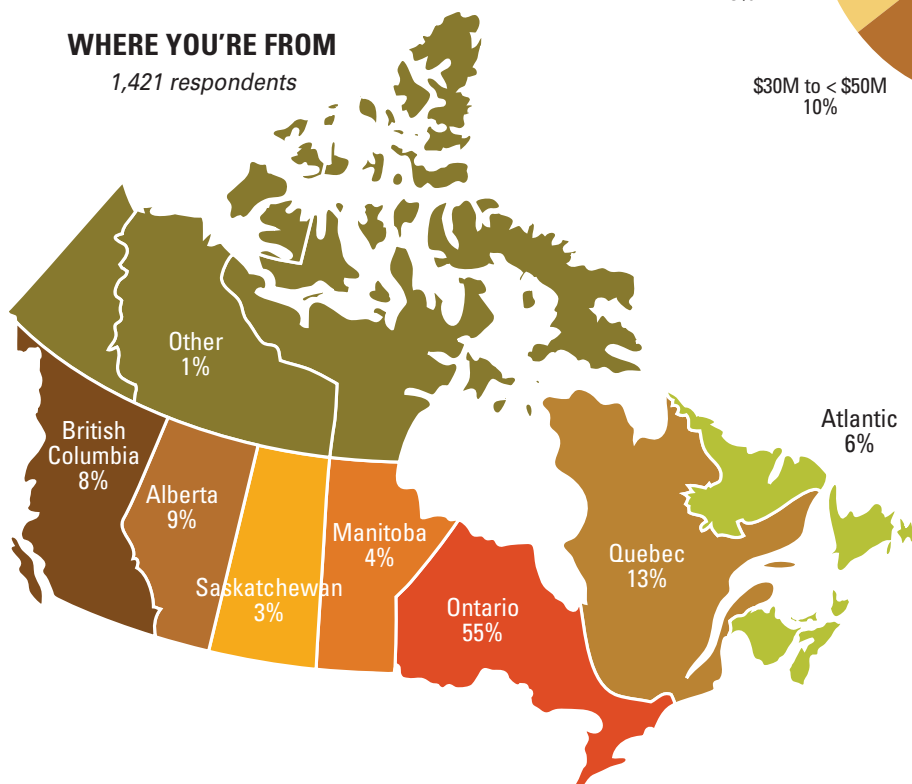 WHERE YOU'RE FROM
1,421 respondents
$30M to < $50M
10%
Other
1%
British
Columbia
8%
Alberta
9%
Saskatchewan
3%
Manitoba
4%
Ontario
55%
Quebec
13%
Atlantic
6%